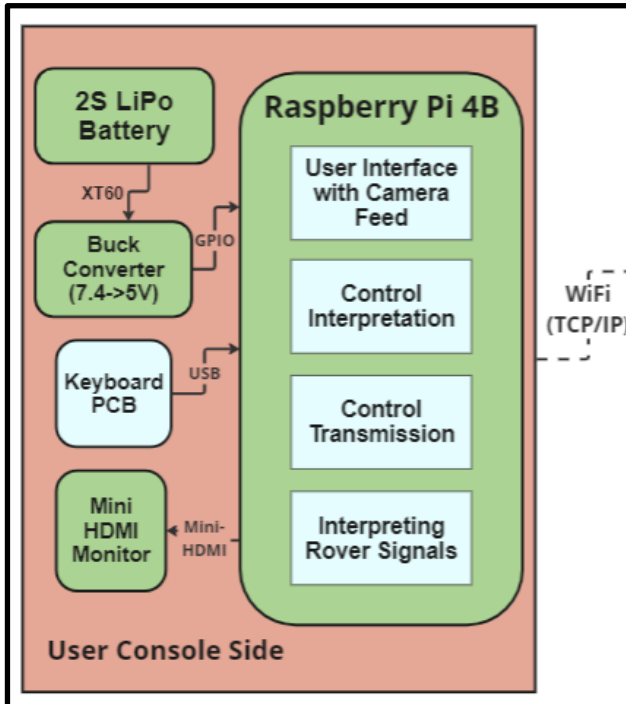 2S LiPo
Battery
XT60
Buck
Converter
(7.4->5V)
GPIO
Keyboard
PCB
USB
Mini
HDMI
Monitor
Mini-
HDMI
Raspberry Pi 4B
User Interface
with Camera
Feed
Control
Interpretation
Control
Transmission
Interpreting
Rover Signals
WiFi
(TCP/IP)
User Console Side